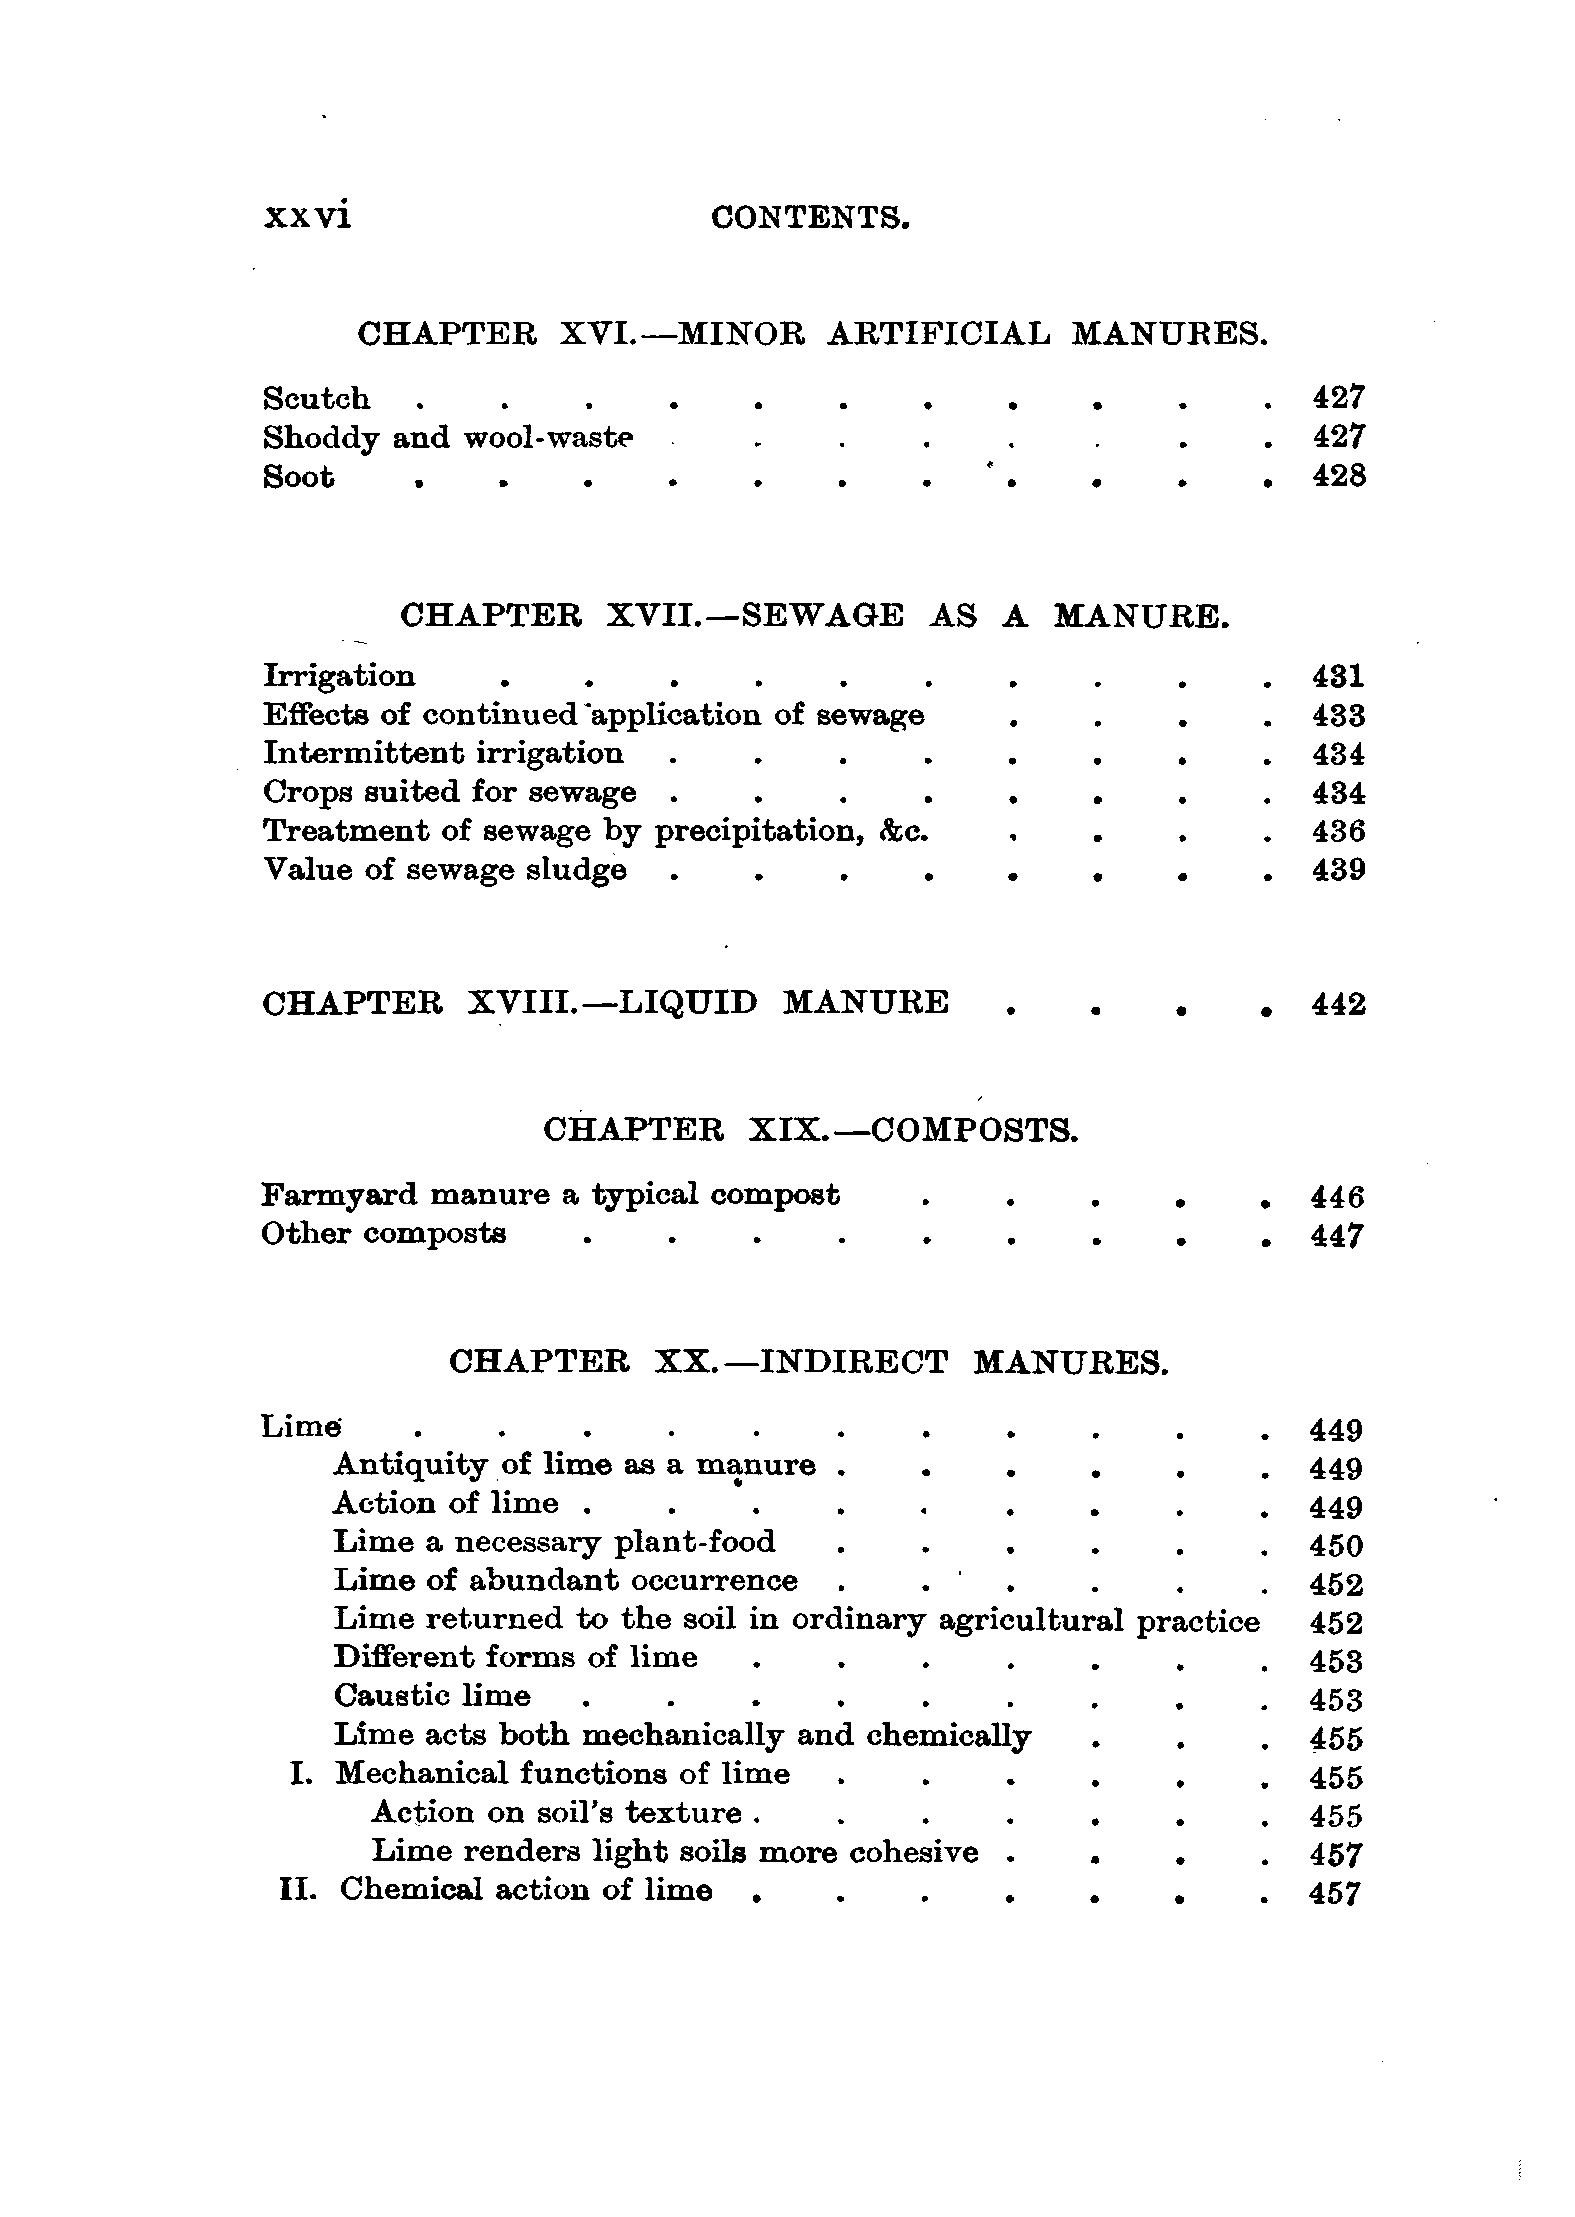 xxvi CONTENTS.
CHAPTER XVI.—MINOR ARTIFICIAL MANURES.
Scutch . . . . . . . . . . . 427
Shoddy and wool-waste . . . . . . . . 427
Soot . . . . . . . . . . . 428
CHAPTER XVII.—SEWAGE AS A MANURE.
Irrigation . . . . . . . . . . 431
Effects of continued application of sewage . . . . 433
Intermittent irrigation . . . . . . . . 434
Crops suited for sewage . . . . . . . . 434
Treatment of sewage by precipitation, &c. . . . . 436
Value of sewage sludge . . . . . . . . 439
CHAPTER XVIII.—LIQUID MANURE . . . . 442
CHAPTER XIX.—COMPOSTS.
Farmyard manure a typical compost . . . . . 446
Other composts . . . . . . . . . 447
CHAPTER XX.—INDIRECT MANURES.
Lime . . . . . . . . . . . 449
Antiquity of lime as a manure . . . . . . 449
Action of lime . . . . . . . . . 449
Lime a necessary plant-food . . . . . . 450
Lime of abundant occurrence . . . . . . 452
Lime returned to the soil in ordinary agricultural practice 452
Different forms of lime . . . . . . . 453
Caustic lime . . . . . . . . . 453
Lime acts both mechanically and chemically . . . 455
I. Mechanical functions of lime . . . . . . 455
Action on soil's texture . . . . . . . 455
Lime renders light soils more cohesive . . . . 457
II. Chemical action of lime . . . . . . . 457